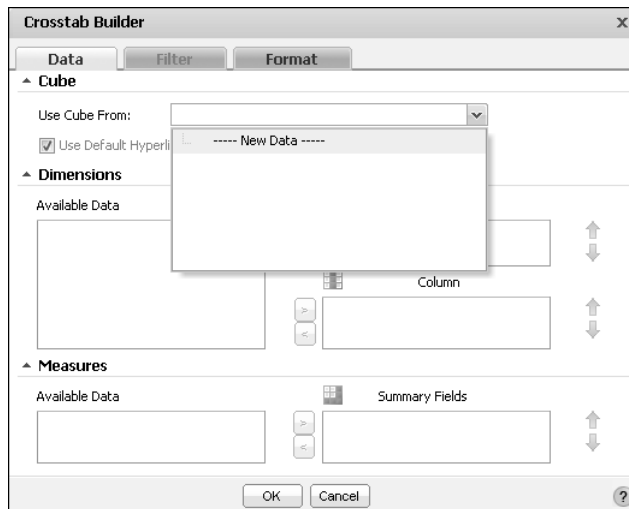 Crosstab Builder x
Data Filter Format
Cube
Use Cube From:
----- New Data -----
Use Default Hyperli
Dimensions
Available Data
Column
>
<
Measures
Available Data Summary Fields
>
<
OK Cancel ?